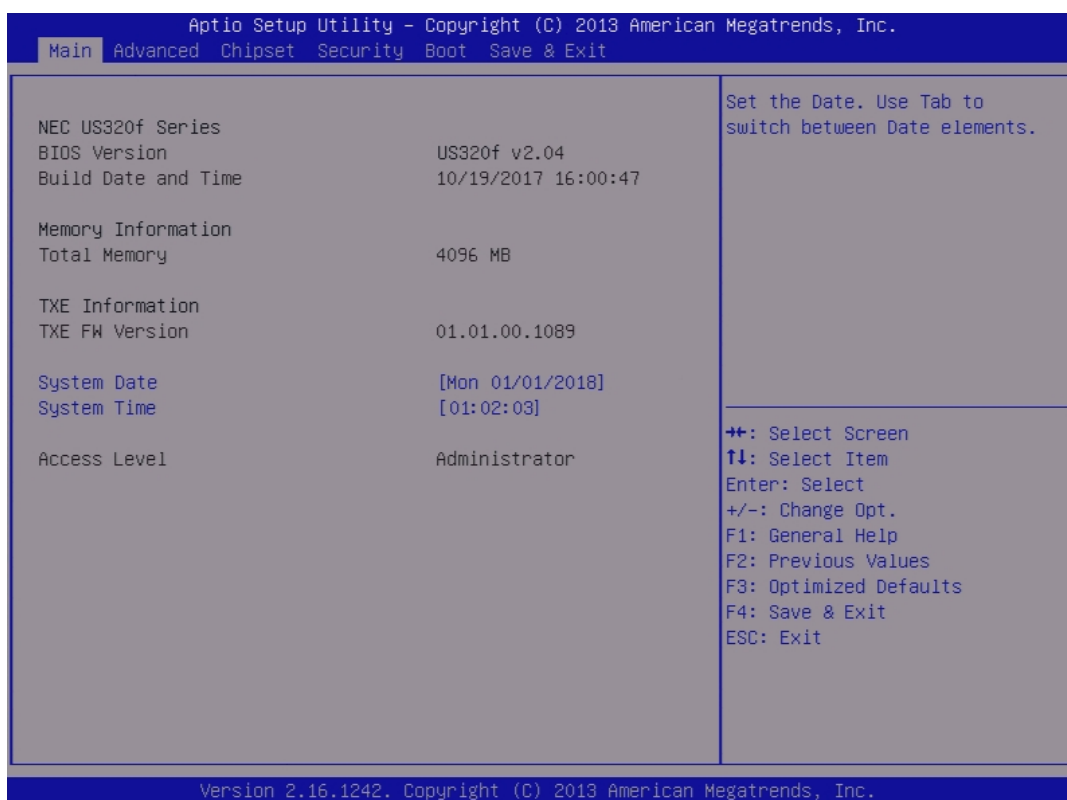 Aptio Setup Utility – Copyright (C) 2013 American Megatrends, Inc.
Main Advanced Chipset Security Boot Save & Exit
NEC US320f Series
BIOS Version US320f v2.04
Build Date and Time 10/19/2017 16:00:47
Memory Information
Total Memory 4096 MB
TXE Information
TXE FW Version 01.01.00.1089
System Date [Mon 01/01/2018]
System Time [01:02:03]
Access Level Administrator
Set the Date. Use Tab to
switch between Date elements.
→←: Select Screen
↑↓: Select Item
Enter: Select
+/-: Change Opt.
F1: General Help
F2: Previous Values
F3: Optimized Defaults
F4: Save & Exit
ESC: Exit
Version 2.16.1242. Copyright (C) 2013 American Megatrends, Inc.